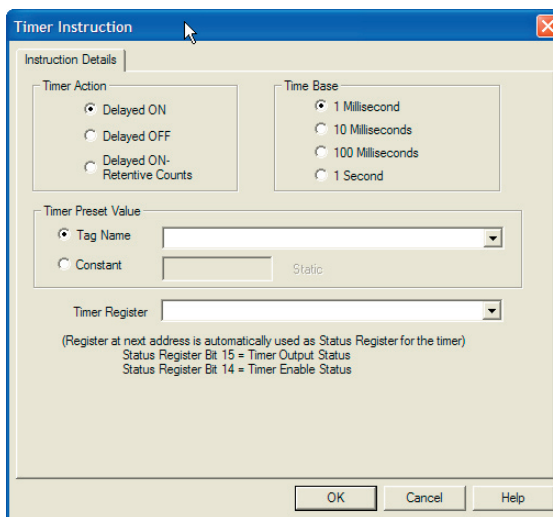 Timer Instruction
Instruction Details
Timer Action
Delayed ON
Delayed OFF
Delayed ON-
Retentive Counts
Time Base
1 Millisecond
10 Milliseconds
100 Milliseconds
1 Second
Timer Preset Value
Tag Name
Constant
Static
Timer Register
(Register at next address is automatically used as Status Register for the timer)
Status Register Bit 15 = Timer Output Status
Status Register Bit 14 = Timer Enable Status
OK
Cancel
Help